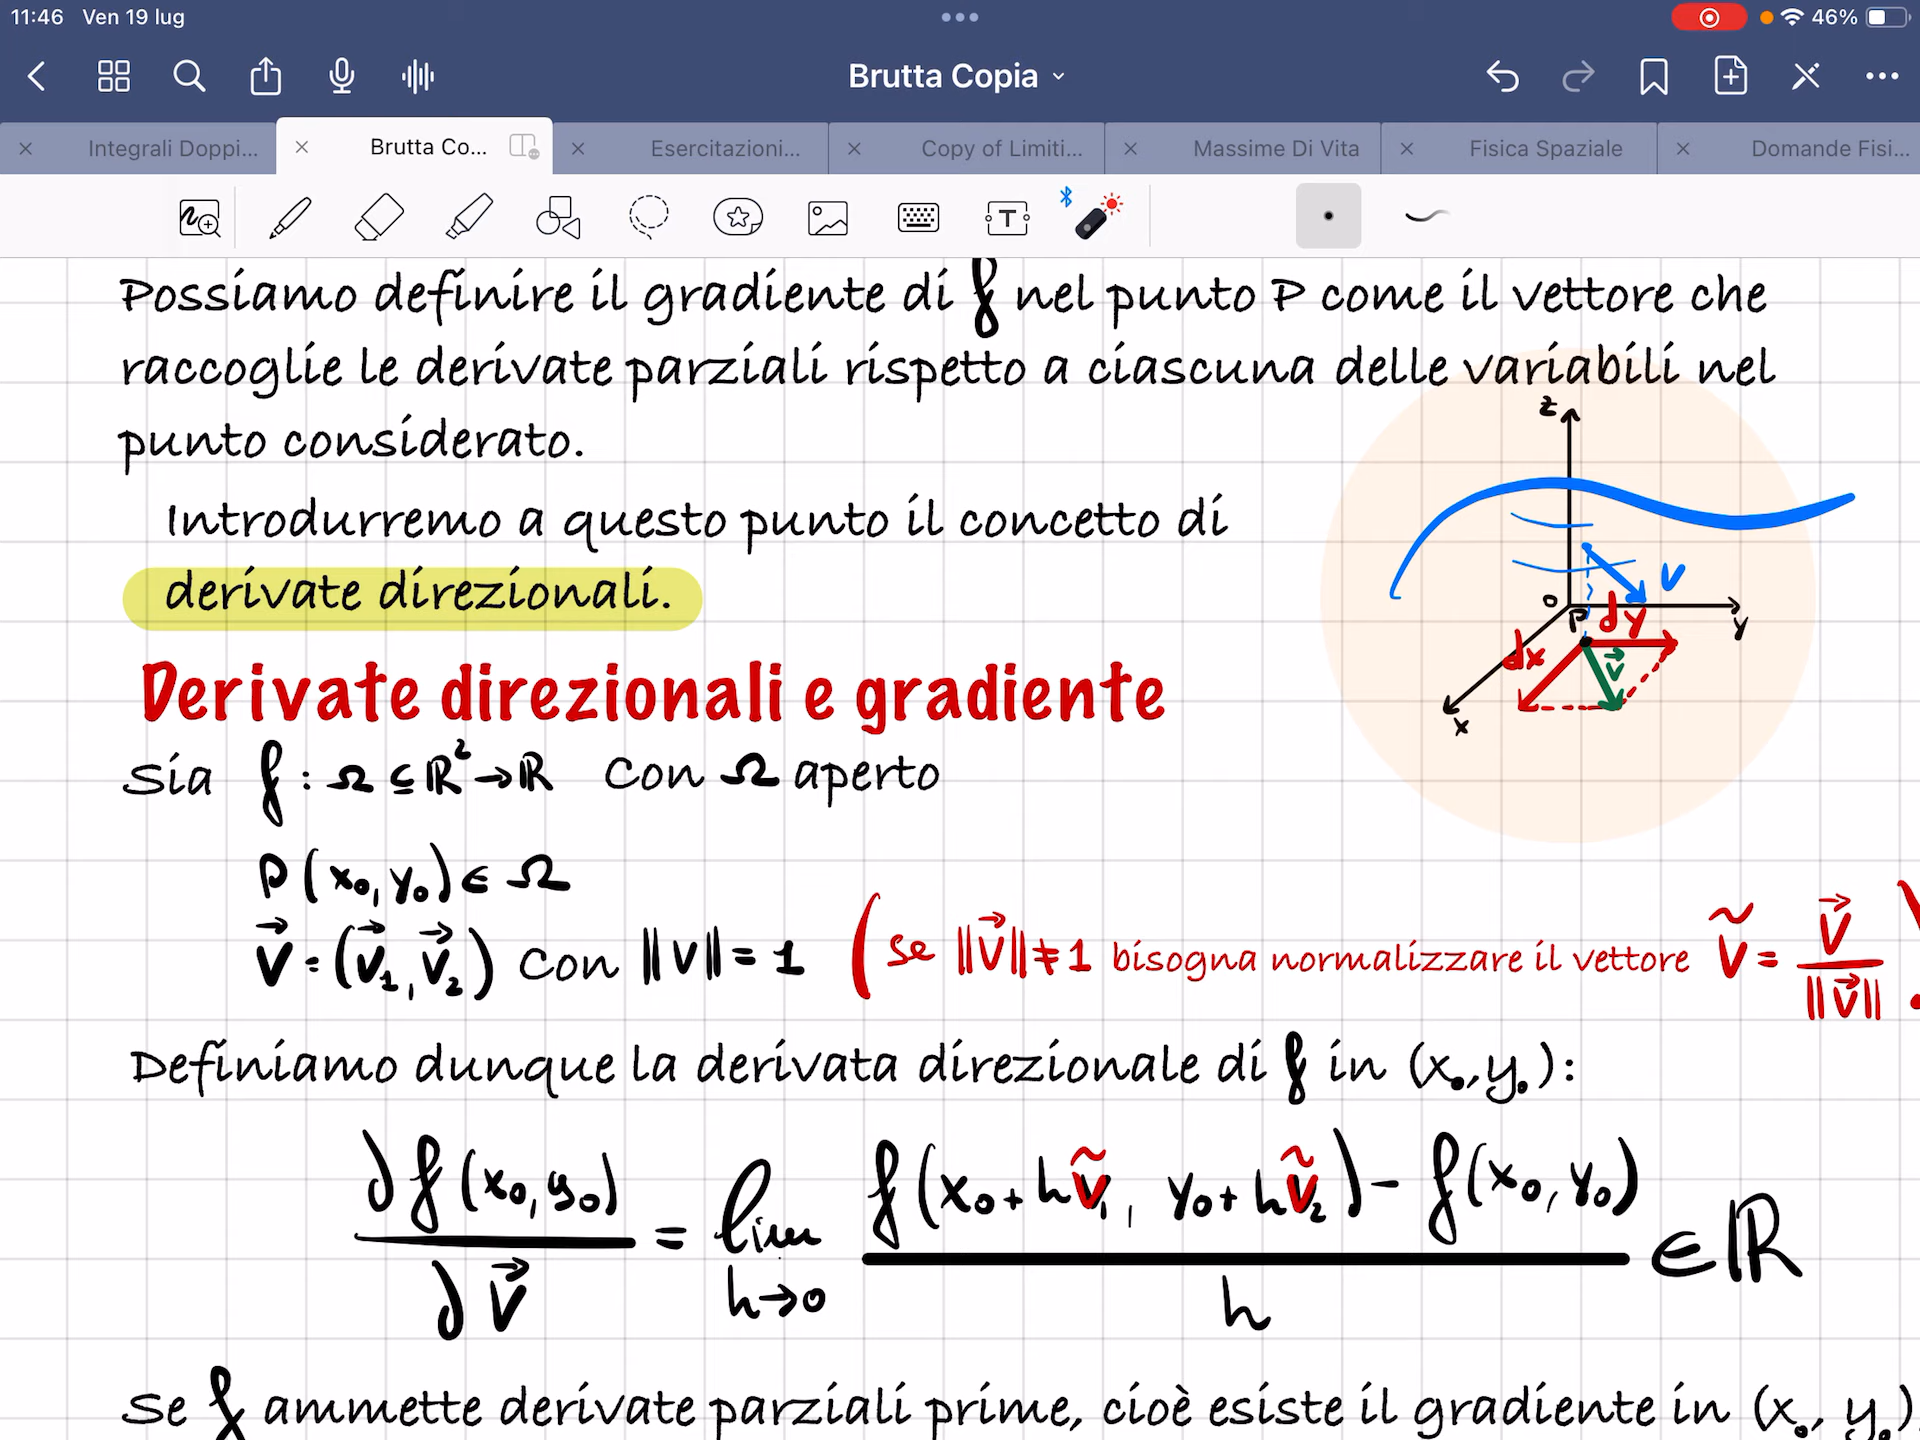 11:46 Ven 19 lug 46%
Brutta Copia
Integrali Doppi... Brutta Co... Esercitazioni... Copy of Limiti... Massime Di Vita Fisica Spaziale Domande Fisi...
Possiamo definire il gradiente di f nel punto P come il vettore che
raccoglie le derivate parziali rispetto a ciascuna delle variabili nel
punto considerato.
Introdurremo a questo punto il concetto di
derivate direzionali.
z
v
o
P
dy
y
dx
v⃗
x
Derivate direzionali e gradiente
Sia f : Ω ⊆ ℝ² → ℝ Con Ω aperto
P(x₀, y₀) ∈ Ω
v⃗ = (v⃗₁, v⃗₂) Con ||v|| = 1 (se ||v⃗|| ≠ 1 bisogna normalizzare il vettore ṽ = v⃗ / ||v⃗||).
Definiamo dunque la derivata direzionale di f in (x₀, y₀):
∂f(x₀, y₀) / ∂v⃗ = lim h→0 f(x₀ + hṽ₁, y₀ + hṽ₂) - f(x₀, y₀) / h ∈ ℝ
Se f ammette derivate parziali prime, cioè esiste il gradiente in (x₀, y₀)